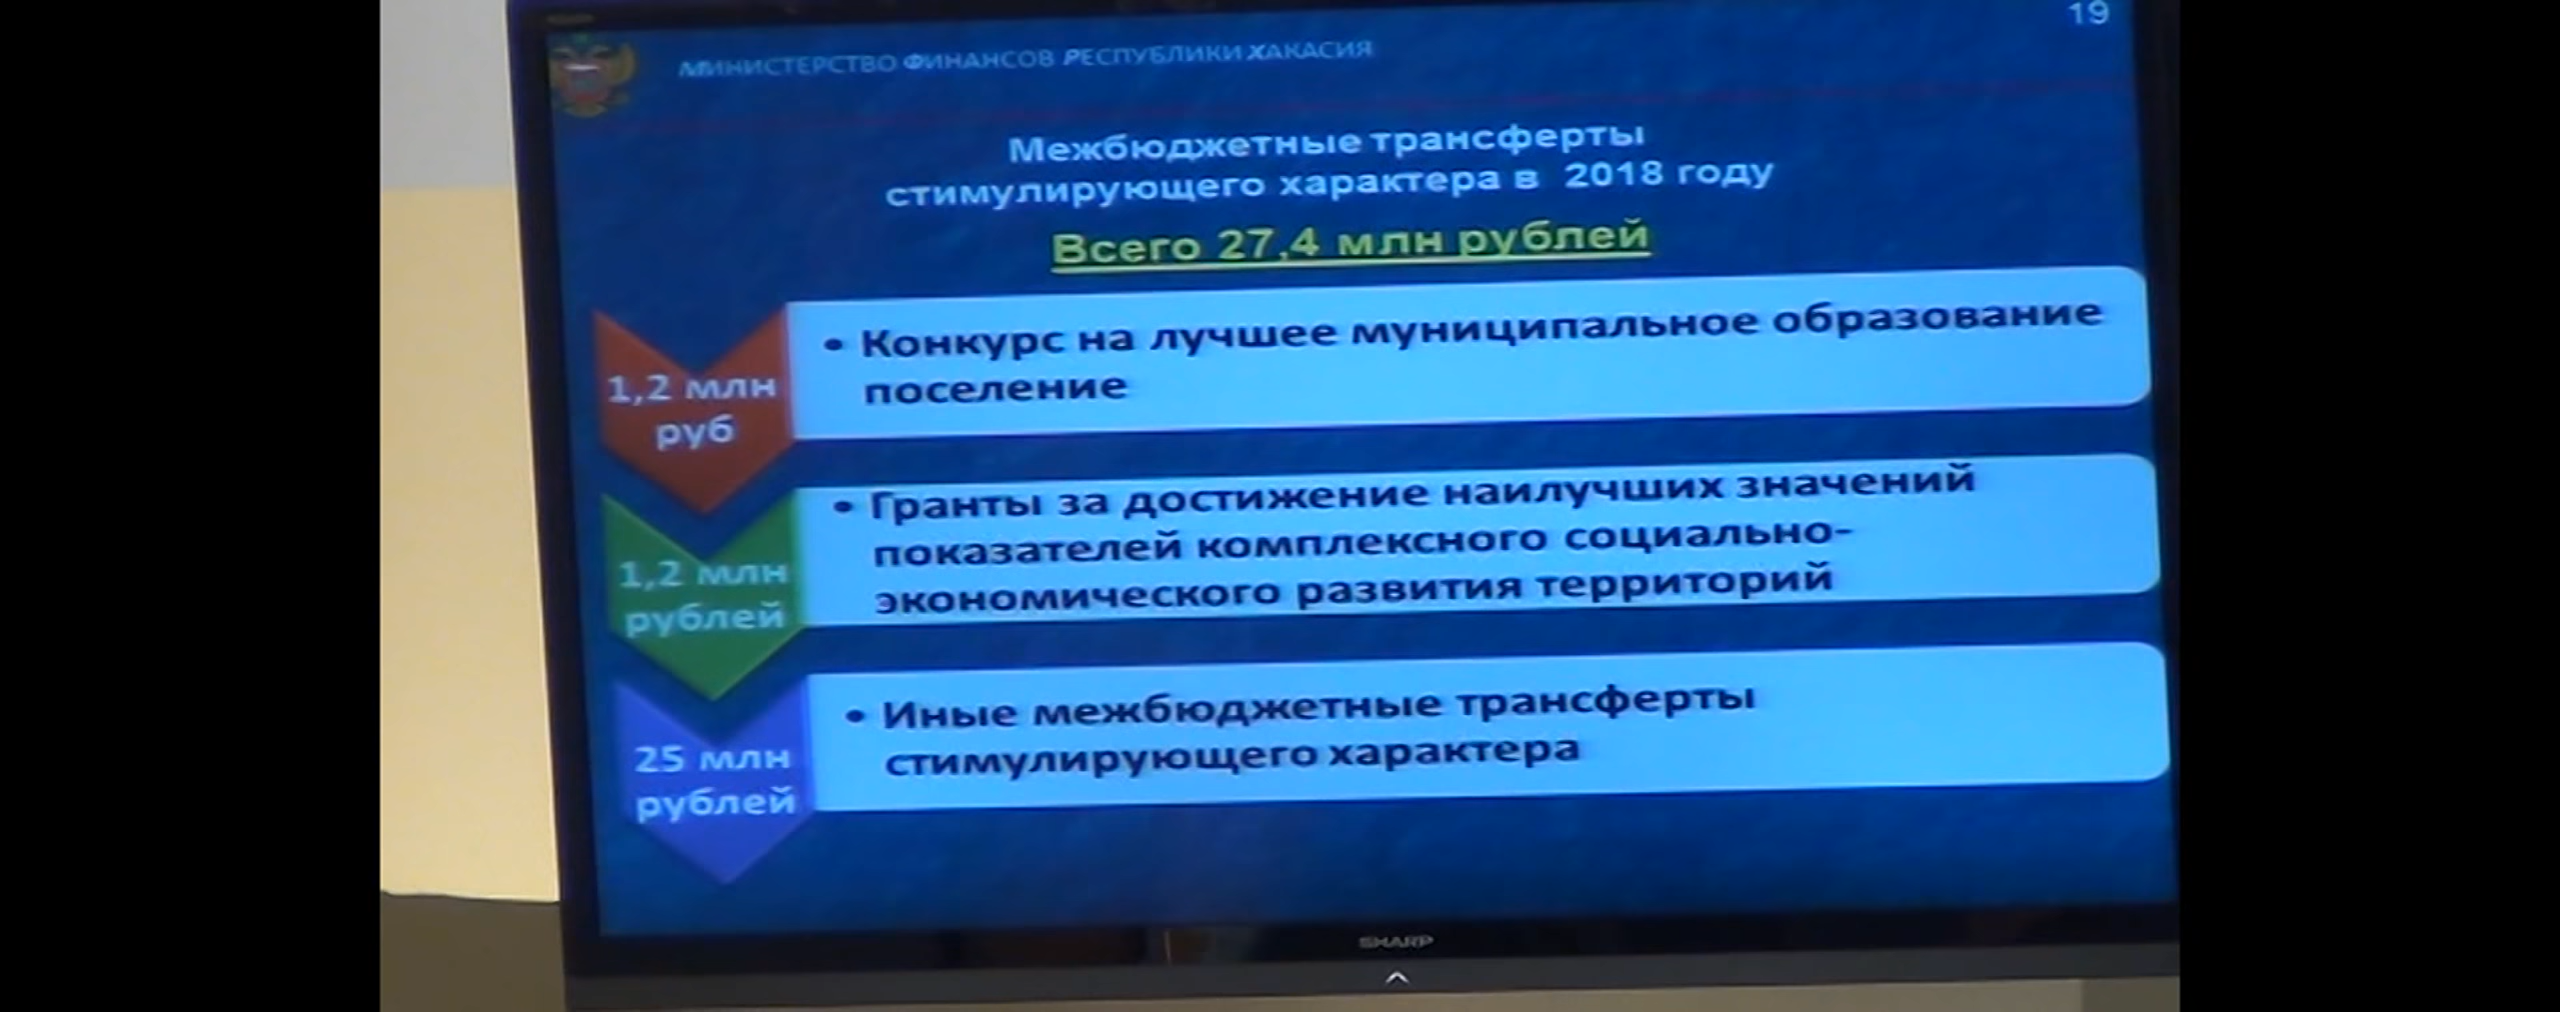 19
МИНИСТЕРСТВО ФИНАНСОВ РЕСПУБЛИКИ ХАКАСИЯ
Межбюджетные трансферты
стимулирующего характера в 2018 году
Всего 27,4 млн рублей
1,2 млн
руб
• Конкурс на лучшее муниципальное образование
поселение
1,2 млн
рублей
• Гранты за достижение наилучших значений
показателей комплексного социально-
экономического развития территорий
25 млн
рублей
• Иные межбюджетные трансферты
стимулирующего характера
SHARP